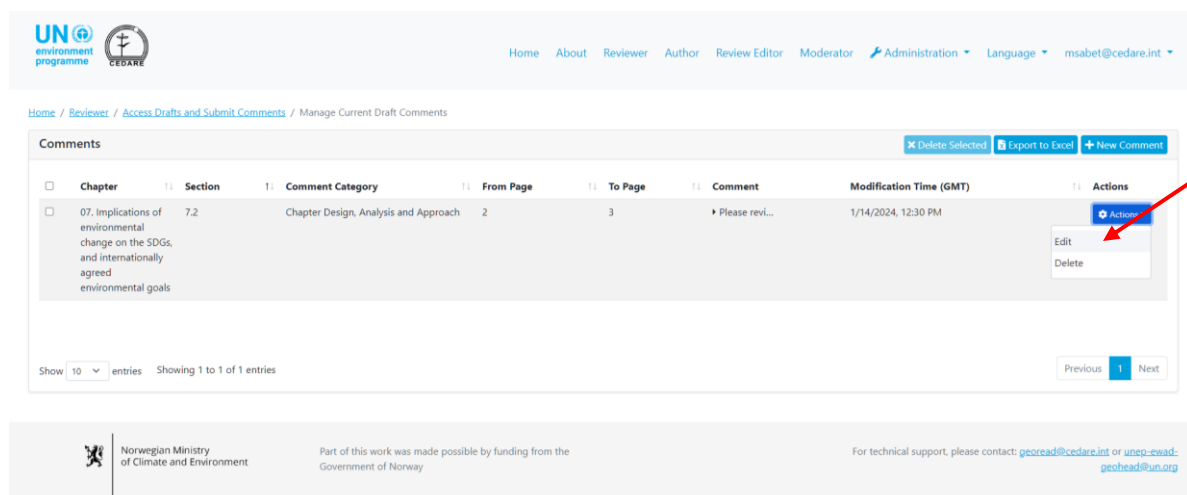 UN
environment
programme
CEDARE
Home About Reviewer Author Review Editor Moderator Administration Language msabet@cedare.int
Home / Reviewer / Access Drafts and Submit Comments / Manage Current Draft Comments
Comments
Delete Selected Export to Excel New Comment
Chapter Section Comment Category From Page To Page Comment Modification Time (GMT) Actions
07. Implications of 7.2 Chapter Design, Analysis and Approach 2 3 Please revi... 1/14/2024, 12:30 PM Actions
environmental
change on the SDGs,
and internationally
agreed
environmental goals
Edit
Delete
Show 10 entries Showing 1 to 1 of 1 entries
Previous 1 Next
Norwegian Ministry
of Climate and Environment
Part of this work was made possible by funding from the
Government of Norway
For technical support, please contact: georead@cedare.int or unep-ewad-
geohead@un.org